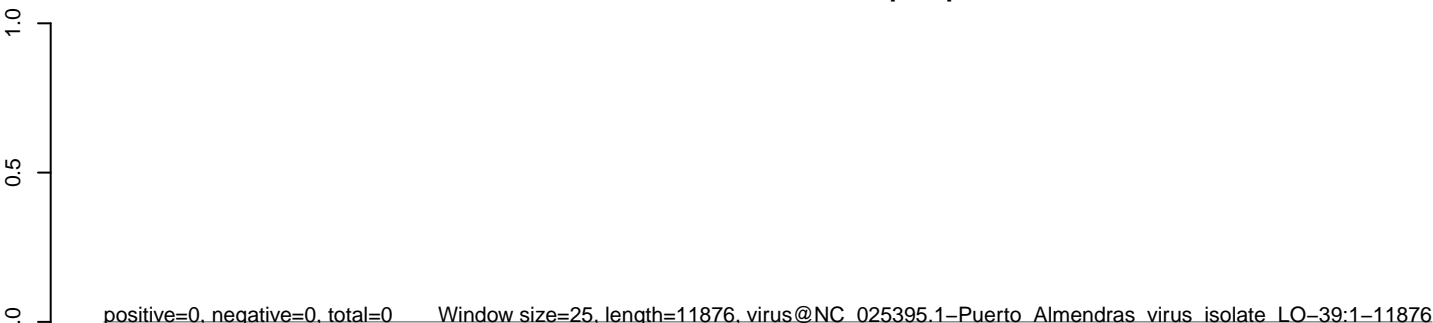 1.0
0.5
.0
positive=0, negative=0, total=0 Window size=25, length=11876, virus@NC_025395.1−Puerto_Almendras_virus_isolate_LO−39:1−11876